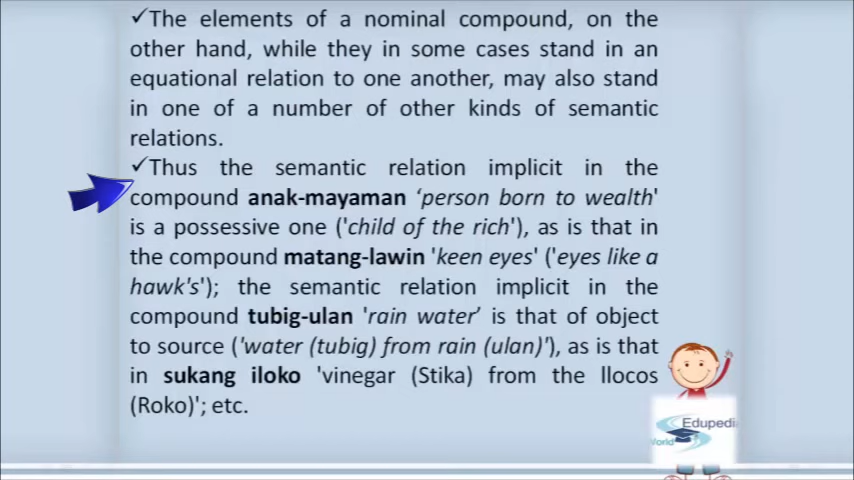 ✓The elements of a nominal compound, on the
other hand, while they in some cases stand in an
equational relation to one another, may also stand
in one of a number of other kinds of semantic
relations.
✓Thus the semantic relation implicit in the
compound anak-mayaman ‘person born to wealth'
is a possessive one ('child of the rich'), as is that in
the compound matang-lawin 'keen eyes' ('eyes like a
hawk's'); the semantic relation implicit in the
compound tubig-ulan 'rain water’ is that of object
to source ('water (tubig) from rain (ulan)'), as is that
in sukang iloko 'vinegar (Stika) from the llocos
(Roko)'; etc.
Edupedi
World